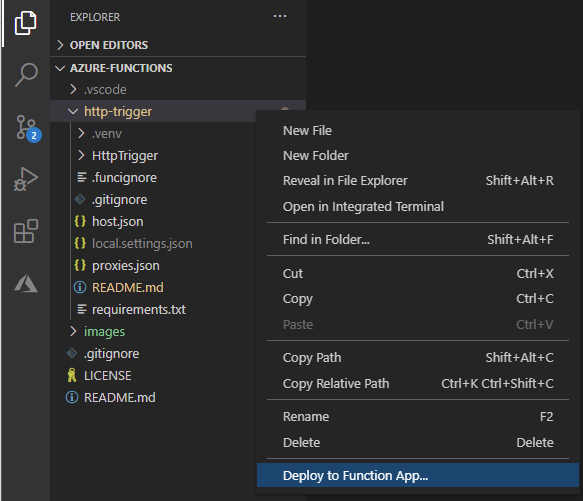 EXPLORER
OPEN EDITORS
AZURE-FUNCTIONS
.vscode
http-trigger
.venv
HttpTrigger
.funcignore
.gitignore
host.json
local.settings.json
proxies.json
README.md
requirements.txt
images
.gitignore
LICENSE
README.md
2
New File
New Folder
Reveal in File Explorer Shift+Alt+R
Open in Integrated Terminal
Find in Folder... Shift+Alt+F
Cut Ctrl+X
Copy Ctrl+C
Paste Ctrl+V
Copy Path Shift+Alt+C
Copy Relative Path Ctrl+K Ctrl+Shift+C
Rename F2
Delete Delete
Deploy to Function App...